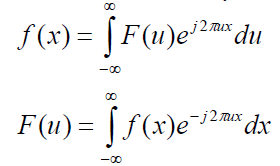 f(x) = ∫_{-∞}^{∞} F(u)e^{j2πux} du
F(u) = ∫_{-∞}^{∞} f(x)e^{-j2πux} dx